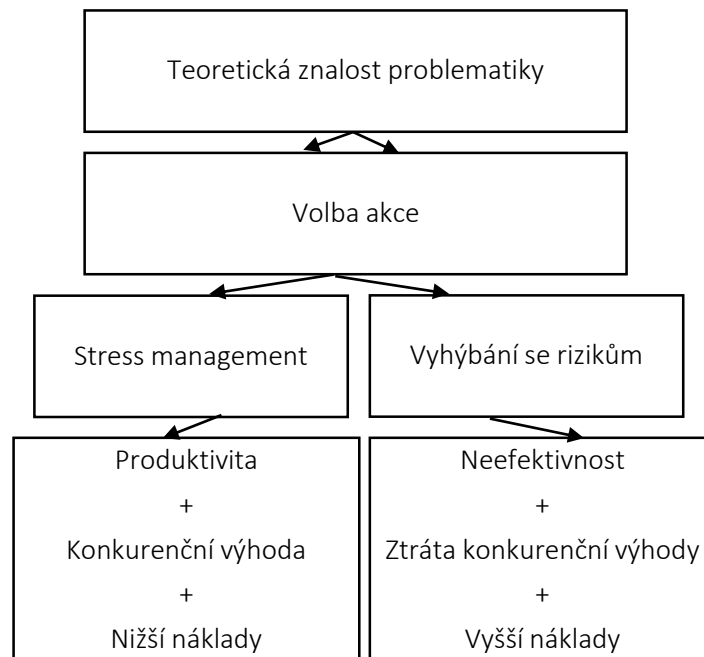 Teoretická znalost problematiky
Volba akce
Stress management
Vyhýbání se rizikům
Produktivita
+
Konkurenční výhoda
+
Nižší náklady
Neefektivnost
+
Ztráta konkurenční výhody
+
Vyšší náklady